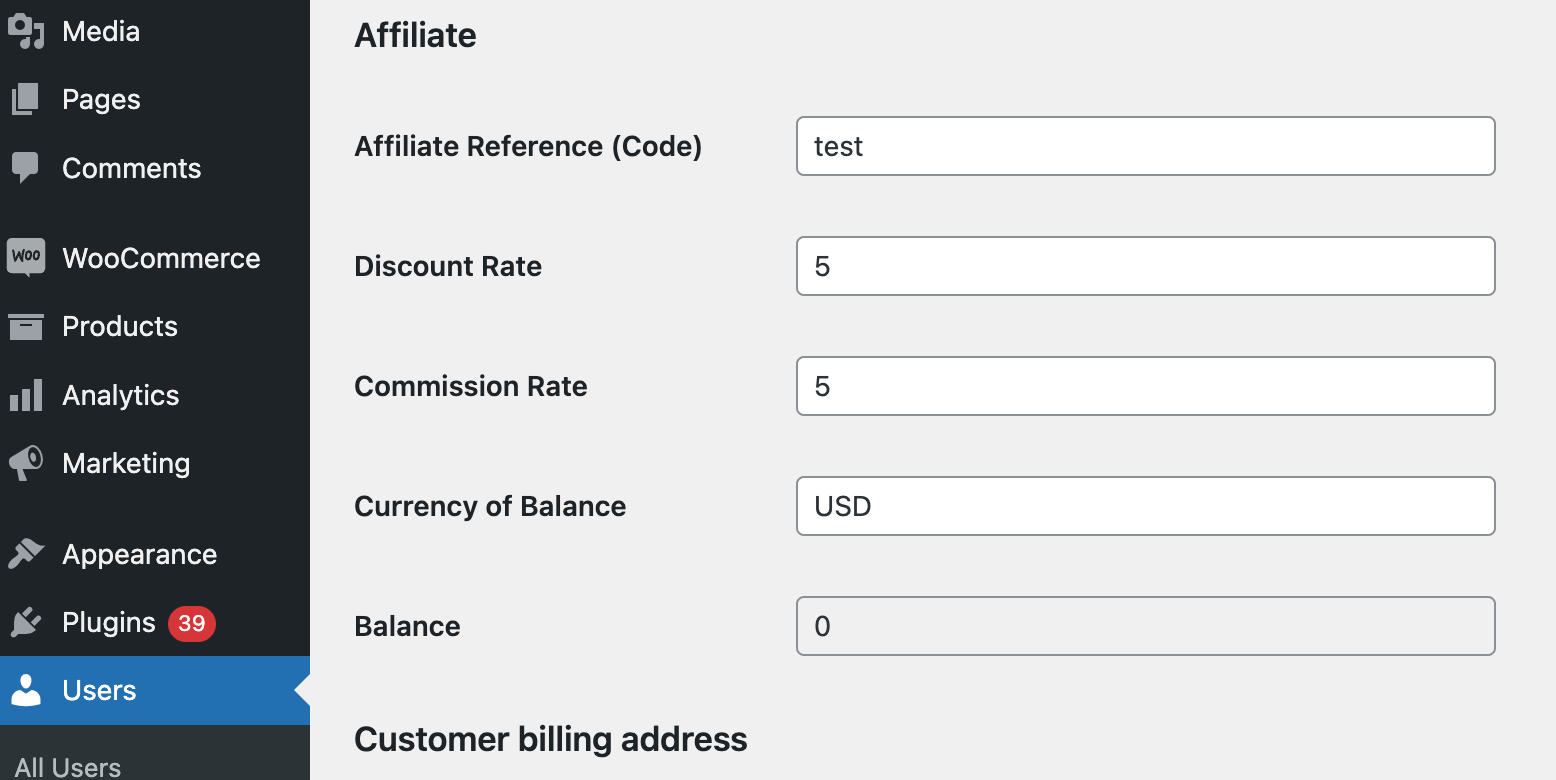 Media
Pages
Comments
Woo WooCommerce
Products
Analytics
Marketing
Appearance
Plugins 39
Users
All Users
Affiliate
Affiliate Reference (Code) test
Discount Rate 5
Commission Rate 5
Currency of Balance USD
Balance 0
Customer billing address